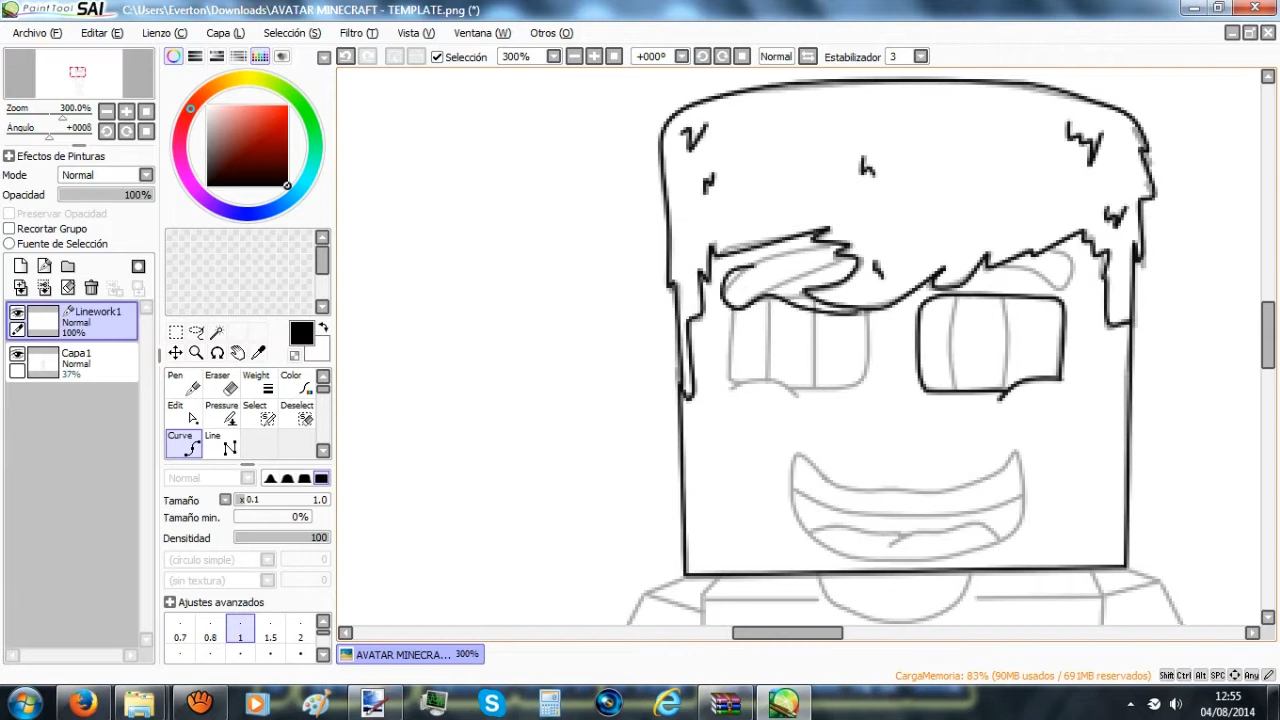 PaintTool SAI C:\Users\Everton\Downloads\AVATAR MINECRAFT - TEMPLATE.png (*)
Archivo (F) Editar (E) Lienzo (C) Capa (L) Selección (S) Filtro (T) Vista (V) Ventana (W) Otros (O)
Selección 300% +000º Normal Estabilizador 3
Zoom 300.0%
Ángulo +000º
Efectos de Pinturas
Mode Normal
Opacidad 100%
Preservar Opacidad
Recortar Grupo
Fuente de Selección
Linework1
Normal
100%
Capa1
Normal
37%
Pen Eraser Weight Color
Edit Pressure Select Deselect
Curve Line
Normal
Tamaño x 0.1 1.0
Tamaño min. 0%
Densitidad 100
(círculo simple) 0
(sin textura) 0
Ajustes avanzados
0.7 0.8 1 1.5 2
AVATAR MINECRA... 300%
CargaMemoria: 83% (90MB usados / 691MB reservados) Shift Ctrl Alt SPC Any
12:55
04/08/2014